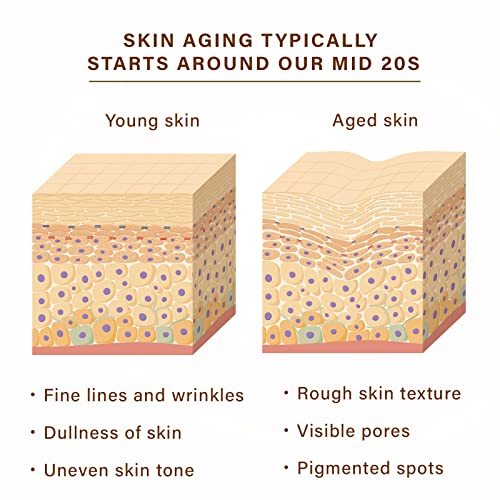 SKIN AGING TYPICALLY
STARTS AROUND OUR MID 20S
Young skin
Aged skin
• Fine lines and wrinkles
• Dullness of skin
• Uneven skin tone
• Rough skin texture
• Visible pores
• Pigmented spots